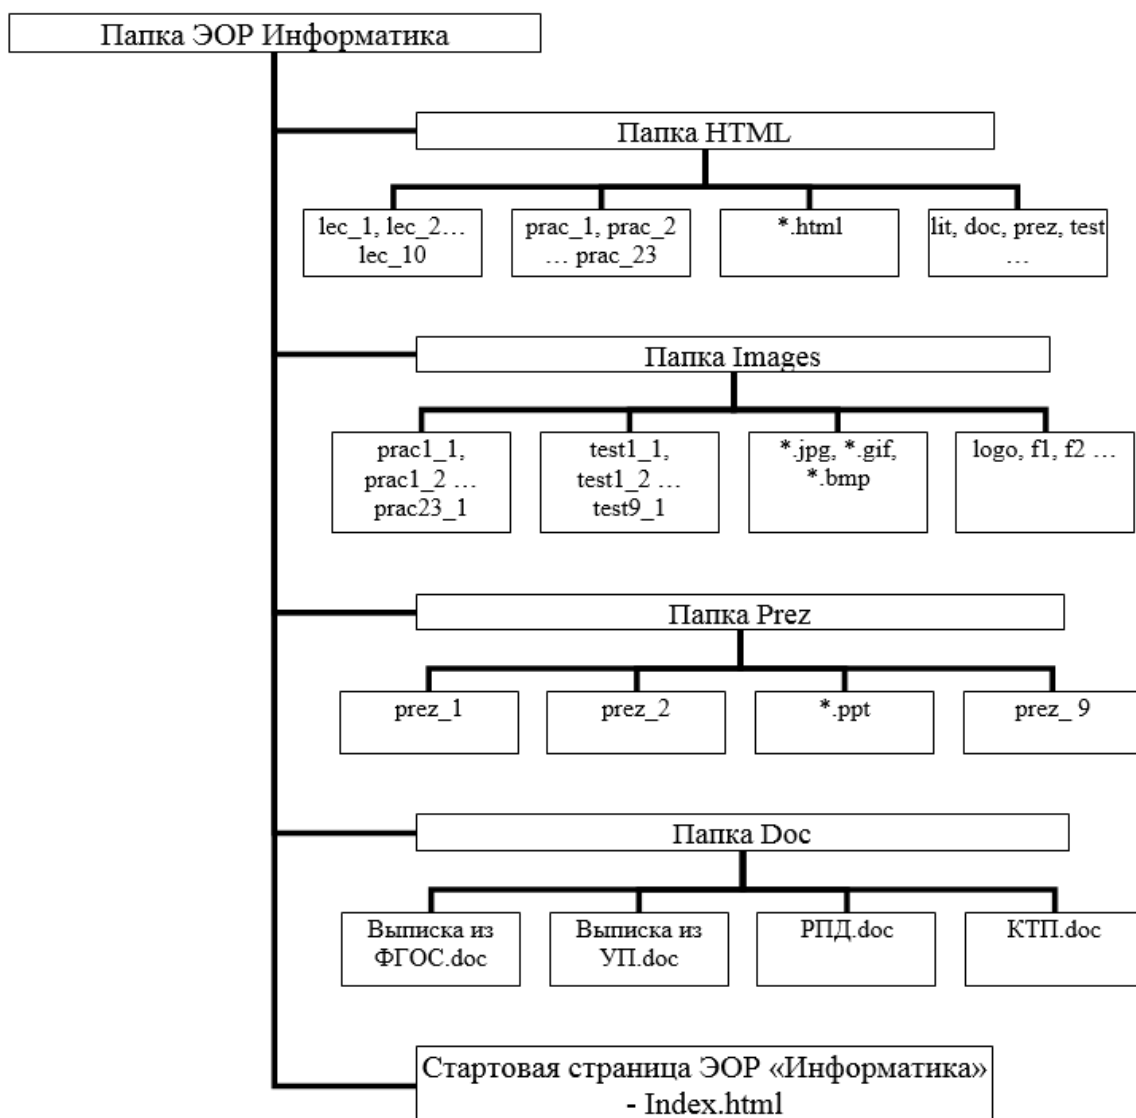 Папка ЭОР Информатика
Папка HTML
lec_1, lec_2…
lec_10
prac_1, prac_2
… prac_23
*.html
lit, doc, prez, test
…
Папка Images
prac1_1,
prac1_2 …
prac23_1
test1_1,
test1_2 …
test9_1
*.jpg, *.gif,
*.bmp
logo, f1, f2 …
Папка Prez
prez_1
prez_2
*.ppt
prez_ 9
Папка Doc
Выписка из
ФГОС.doc
Выписка из
УП.doc
РПД.doc
КТП.doc
Стартовая страница ЭОР «Информатика»
- Index.html